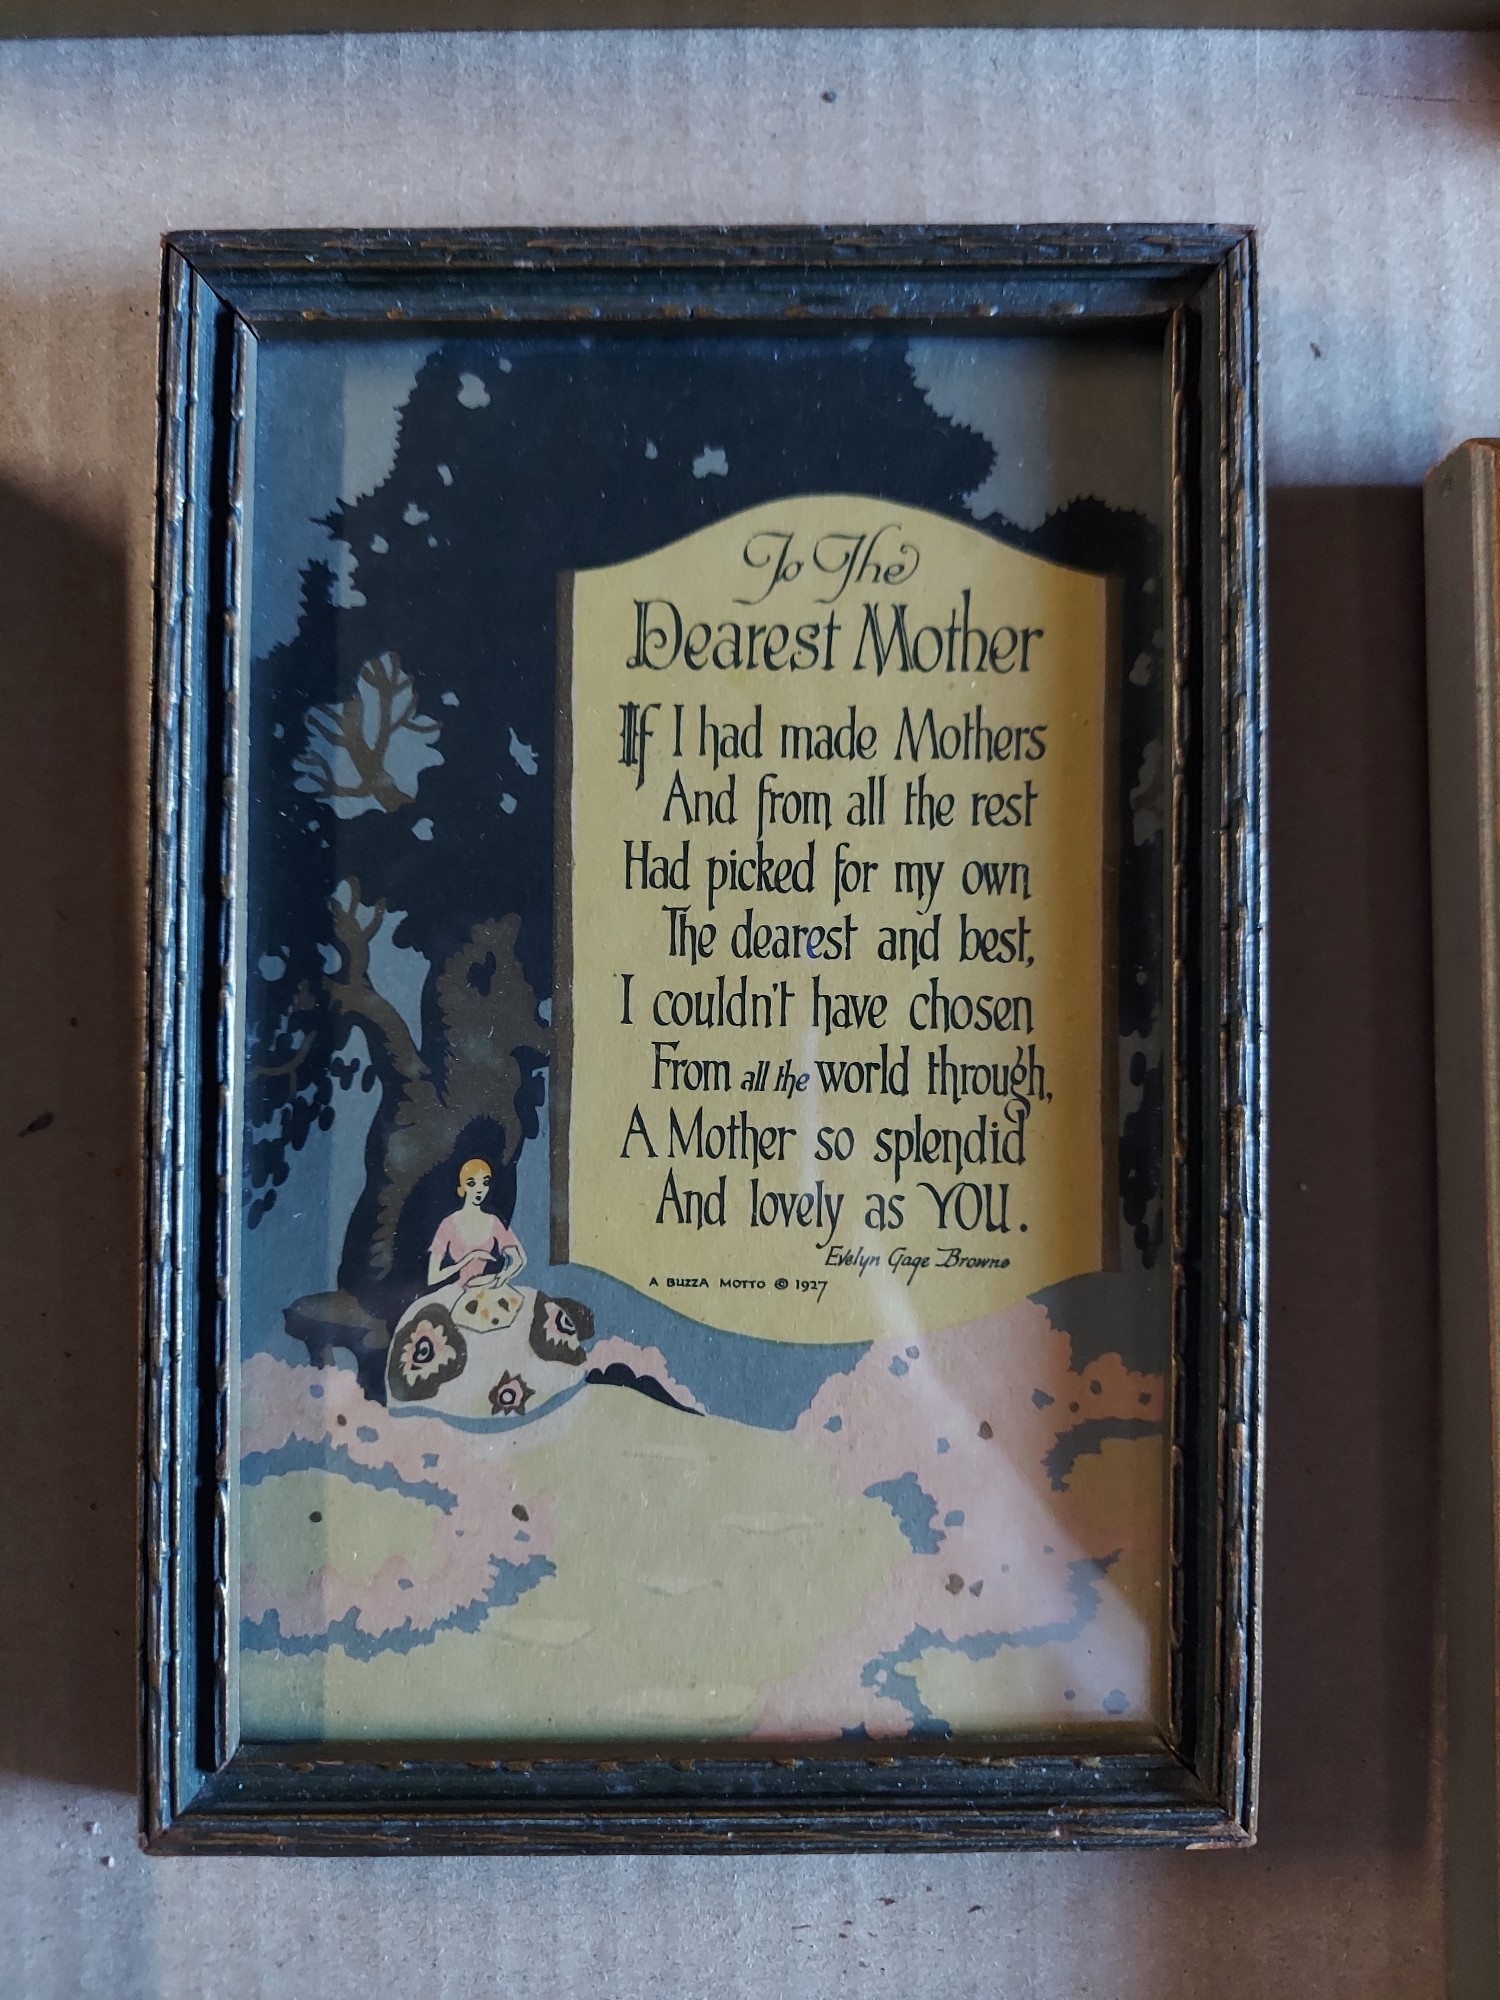 To The
Dearest Mother
If I had made Mothers
And from all the rest
Had picked for my own
The dearest and best,
I couldn't have chosen
From all the world through,
A Mother so splendid
And lovely as YOU.
Evelyn Gage Browne
A BUZZA MOTTO © 1927